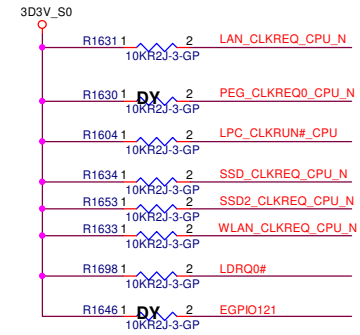 3D3V_S0
R1631 1 2 LAN_CLKREQ_CPU_N
10KR2J-3-GP
R1630 1 DY 2 PEG_CLKREQ0_CPU_N
10KR2J-3-GP
R1604 1 2 LPC_CLKRUN#_CPU
10KR2J-3-GP
R1634 1 2 SSD_CLKREQ_CPU_N
10KR2J-3-GP
R1653 1 2 SSD2_CLKREQ_CPU_N
10KR2J-3-GP
R1633 1 2 WLAN_CLKREQ_CPU_N
10KR2J-3-GP
R1698 1 2 LDRQ0#
10KR2J-3-GP
R1646 1 DY 2 EGPIO121
10KR2J-3-GP